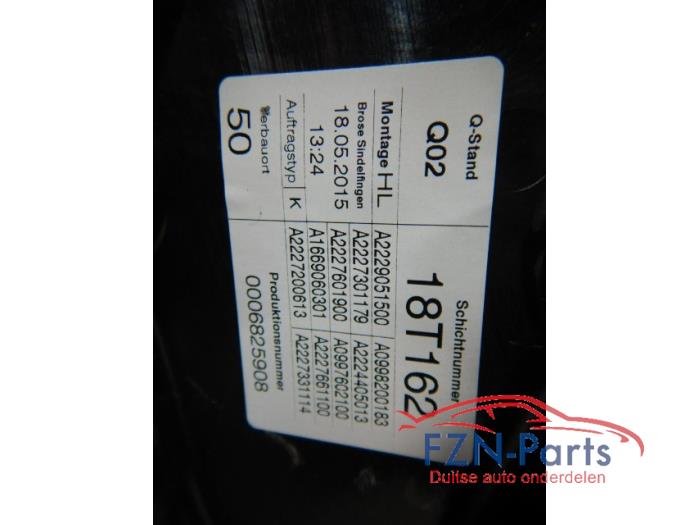 Q-Stand Schichtnummer
Q02 18T162
Montage HL A2229051500 A0998200183
Brose Sindelfingen A2227301179 A2224405013
18.05.2015 A2227601900 A0997602100
13:24 A1669060301 A2227661100
Auftragstyp K A2227200613 A2227331114
Verbauort Produktionsnummer
50 0006825908
FZN-Parts
Duitse auto onderdelen